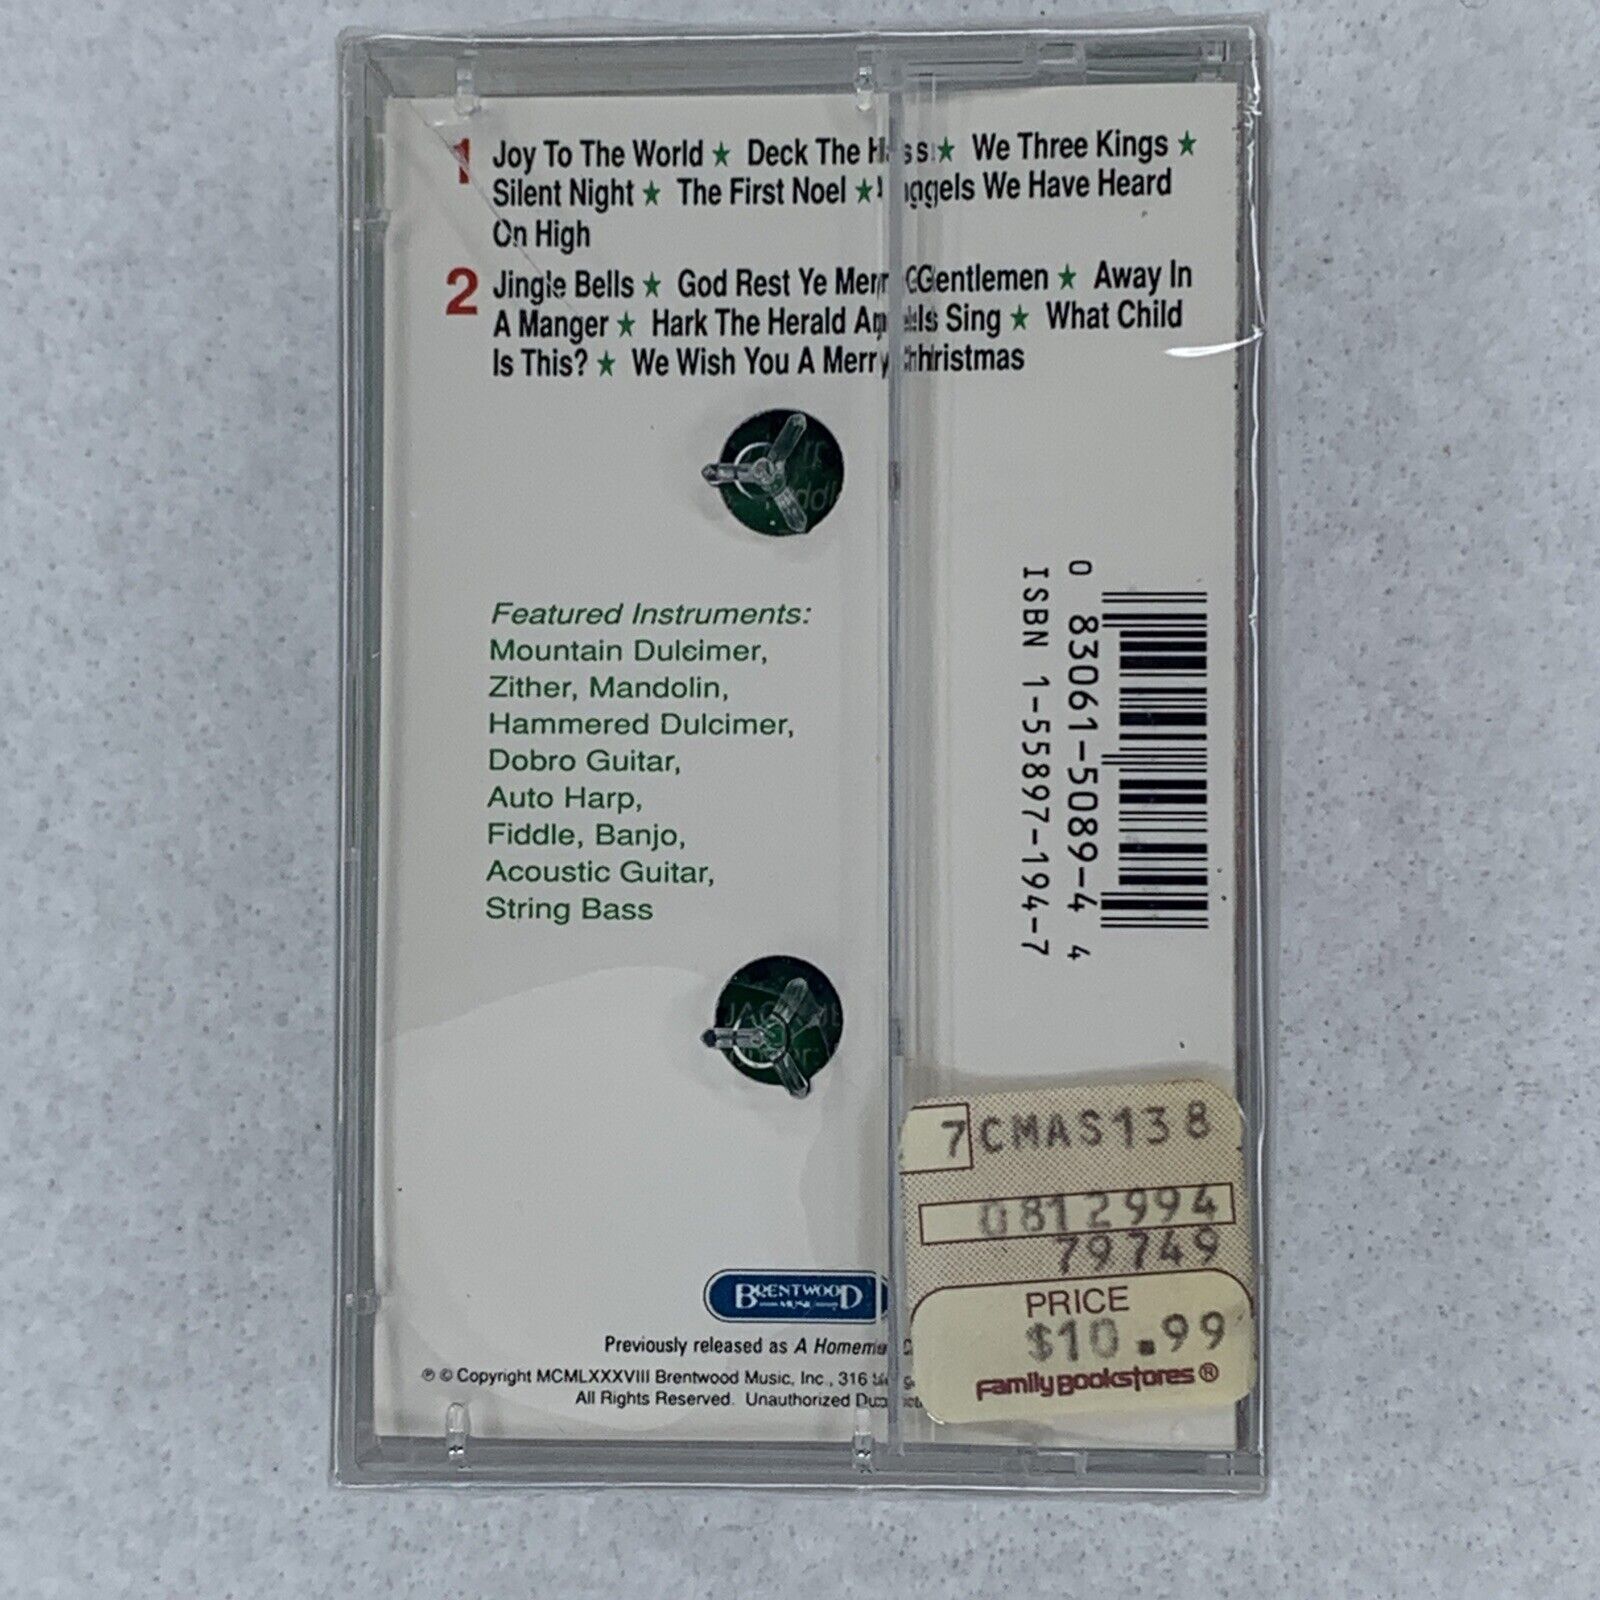 1 Joy To The World ★ Deck The ★ We Three Kings ★
Silent Night ★ The First Noel ★ Angels We Have Heard
On High
2 Jingle Bells ★ God Rest Ye Merry Gentlemen ★ Away In
A Manger ★ Hark The Herald Angels Sing ★ What Child
Is This? ★ We Wish You A Merry Christmas
Featured Instruments:
Mountain Dulcimer,
Zither, Mandolin,
Hammered Dulcimer,
Dobro Guitar,
Auto Harp,
Fiddle, Banjo,
Acoustic Guitar,
String Bass
0 83061-5089-4 4
ISBN 1-55897-194-7
7 CMAS138
0812994
79749
PRICE
$10.99
Family Bookstores®
BRENTWOOD
MUSIC
Previously released as A
℗ © Copyright MCMLXXXVIII Brentwood Music, Inc., 316
All Rights Reserved. Unauthorized